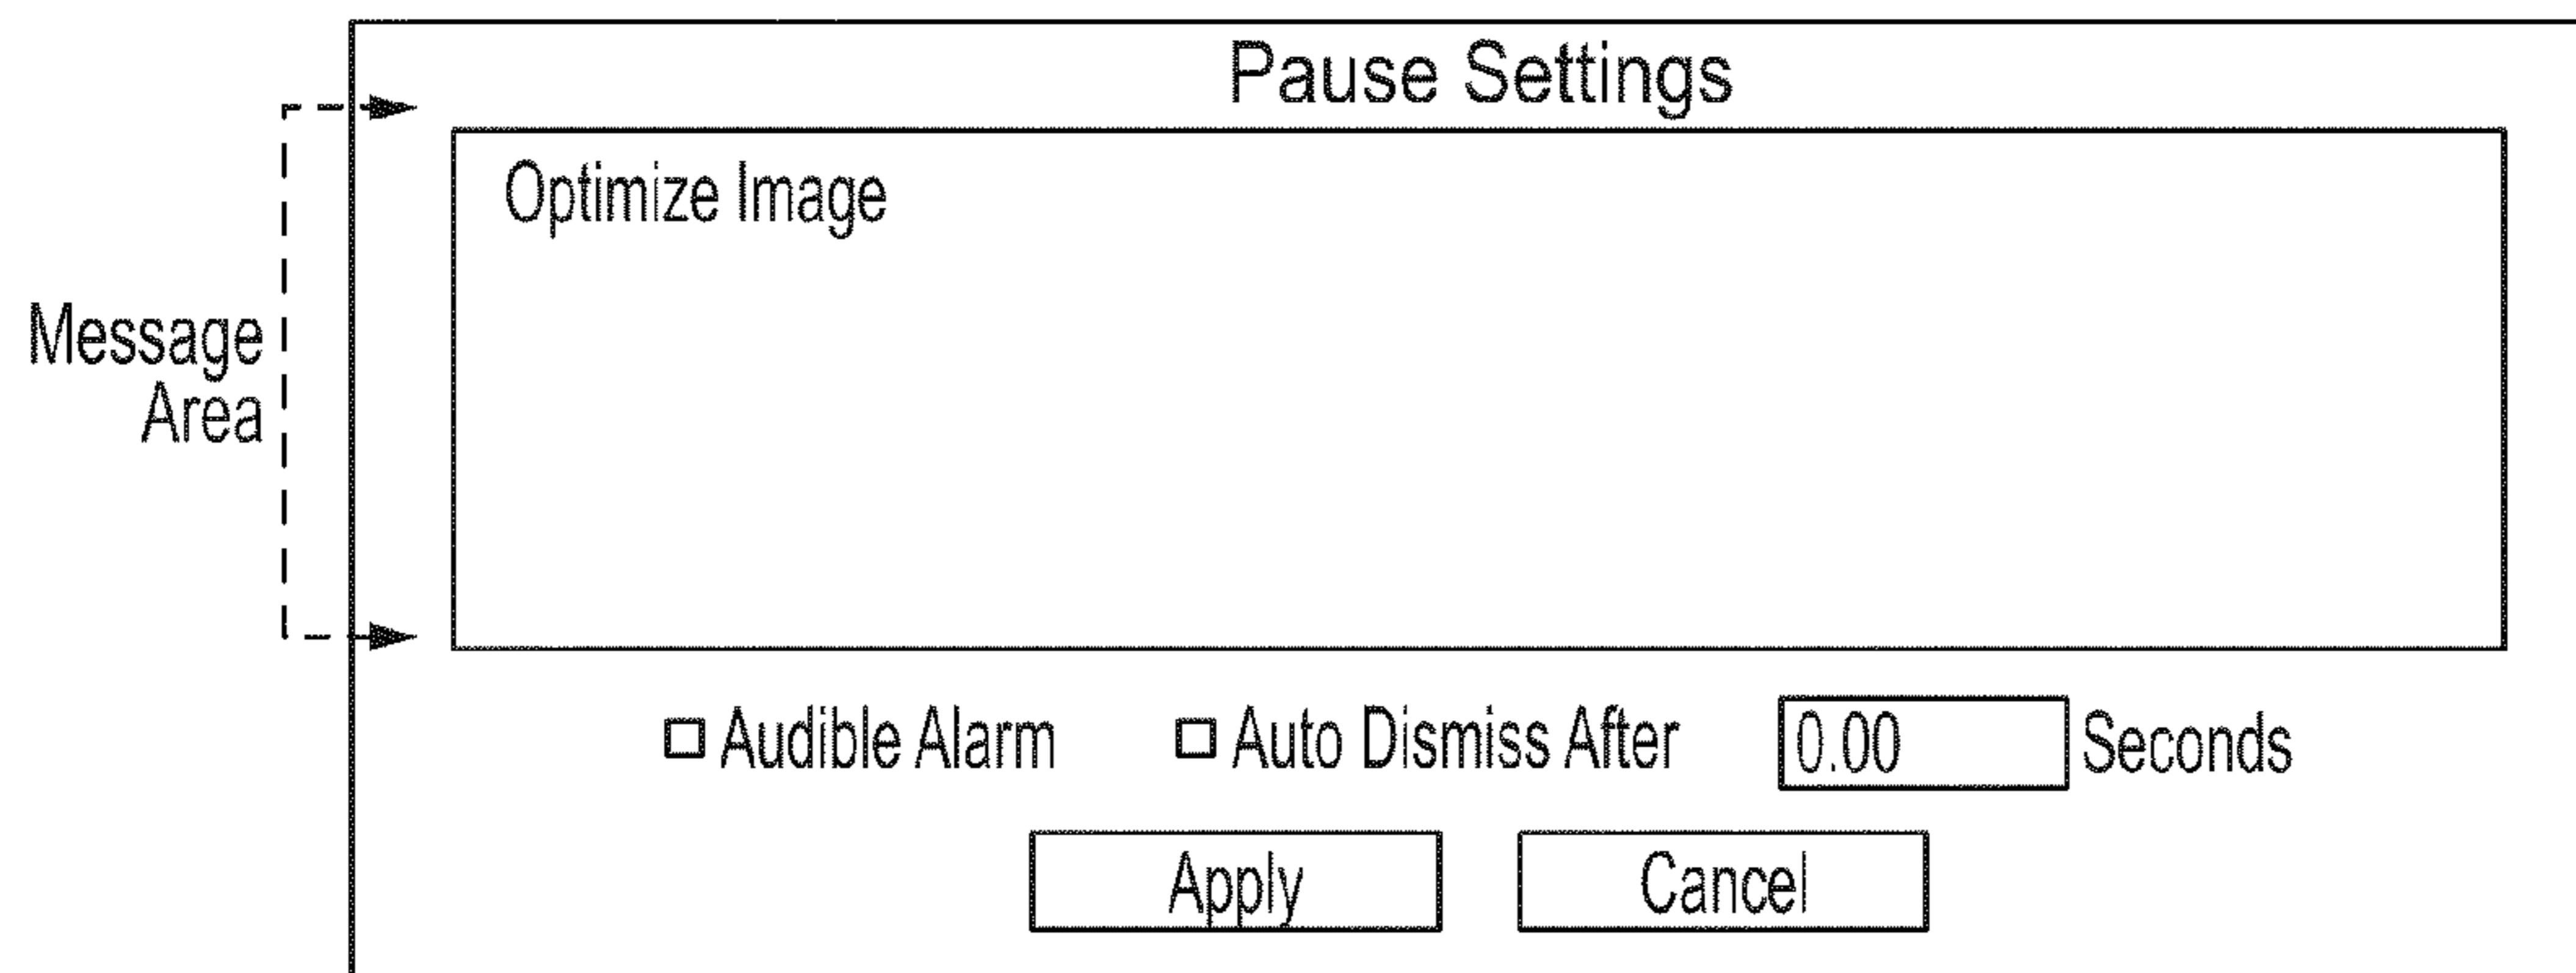 Pause Settings
Optimize Image
Message
Area
Audible Alarm
Auto Dismiss After
0.00
Seconds
Apply
Cancel